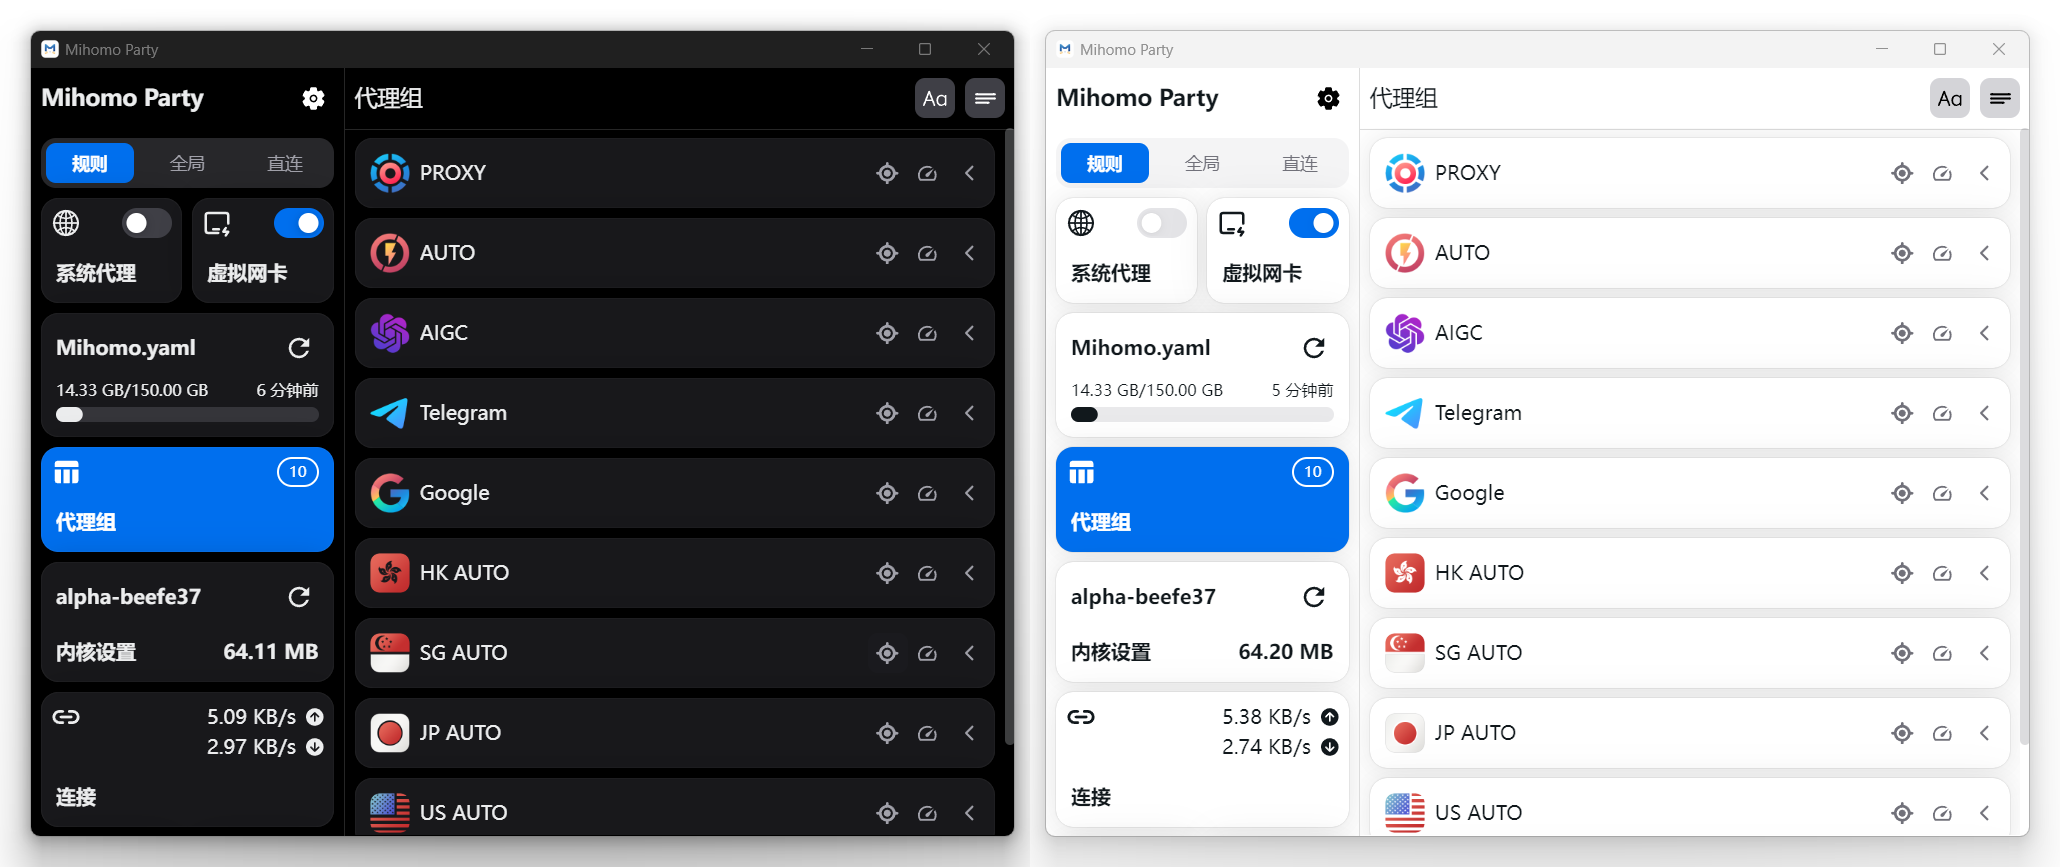 Mihomo Party
Mihomo Party
规则 全局 直连
系统代理 虚拟网卡
Mihomo.yaml
14.33 GB/150.00 GB 6 分钟前
10
代理组
alpha-beefe37
内核设置 64.11 MB
5.09 KB/s
2.97 KB/s
连接
代理组 Aa
PROXY
AUTO
AIGC
Telegram
Google
HK AUTO
SG AUTO
JP AUTO
US AUTO
Mihomo Party
Mihomo Party
规则 全局 直连
系统代理 虚拟网卡
Mihomo.yaml
14.33 GB/150.00 GB 5 分钟前
10
代理组
alpha-beefe37
内核设置 64.20 MB
5.38 KB/s
2.74 KB/s
连接
代理组 Aa
PROXY
AUTO
AIGC
Telegram
Google
HK AUTO
SG AUTO
JP AUTO
US AUTO